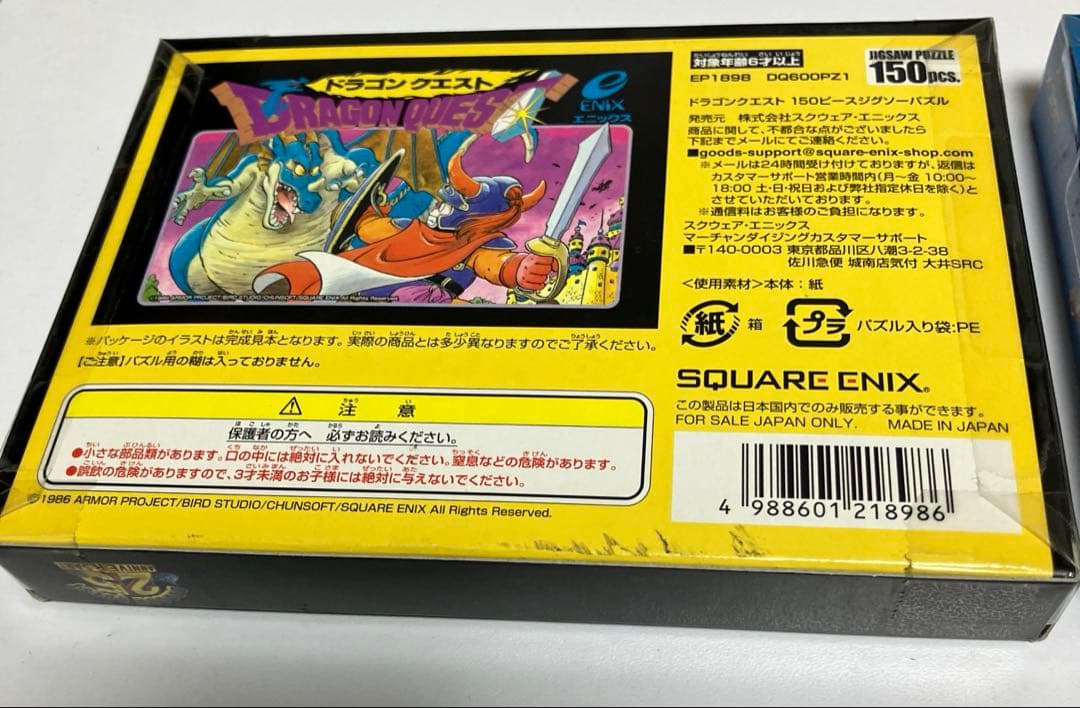 ドラゴン クエスト
DRAGON QUEST
e
ENIX
エニックス
© 1986 ARMOR PROJECT/BIRD STUDIO/CHUNSOFT/SQUARE ENIX All Rights Reserved.
※パッケージのイラストは完成見本となります。実際の商品とは多少異なりますのでご了承ください。
【ご注意】パズル用の糊は入っておりません。
⚠ 注意
保護者の方へ 必ずお読みください。
●小さな部品類があります。口の中には絶対に入れないでください。窒息などの危険があります。
●誤飲の危険がありますので、3才未満のお子様には絶対に与えないでください。
©1986 ARMOR PROJECT/BIRD STUDIO/CHUNSOFT/SQUARE ENIX All Rights Reserved.
対象年齢6才以上
JIGSAW PUZZLE
150pcs.
EP1898 DQ600PZ1
ドラゴンクエスト 150ピースジグソーパズル
発売元 株式会社スクウェア・エニックス
商品に関して、不都合な点がございましたら
下記までメールにてご連絡ください。
■goods-support@square-enix-shop.com
※メールは24時間受け付けておりますが、返信は
カスタマーサポート営業時間内(月~金 10:00~
18:00 土・日・祝日および弊社指定休日を除く)と
させていただいております。
※通信料はお客様のご負担になります。
スクウェア・エニックス
マーチャンダイジングカスタマーサポート
■〒140-0003 東京都品川区八潮3-2-38
佐川急便 城南店気付 大井SRC
〈使用素材〉本体:紙
紙 箱 プラ パズル入り袋:PE
SQUARE ENIX®
この製品は日本国内でのみ販売する事ができます。
FOR SALE JAPAN ONLY. MADE IN JAPAN
4 988601 218986
25